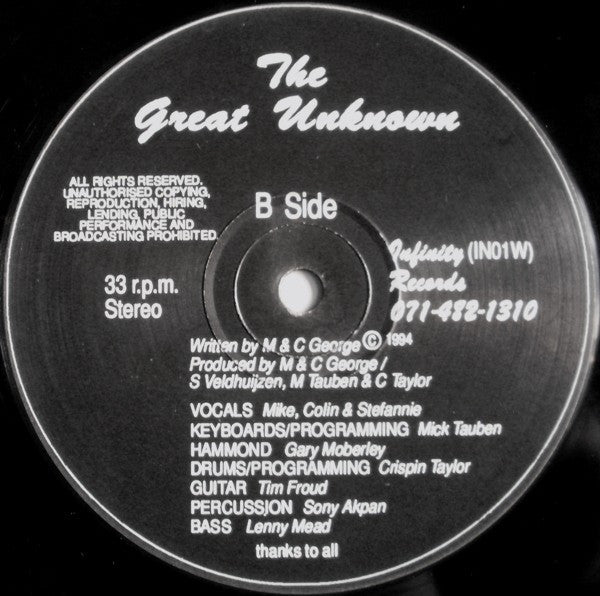 The
Great Unknown
ALL RIGHTS RESERVED.
UNAUTHORISED COPYING,
REPRODUCTION, HIRING,
LENDING, PUBLIC
PERFORMANCE AND
BROADCASTING PROHIBITED.
B Side
33 r.p.m.
Stereo
Infinity (IN01W)
Records
071-482-1310
Written by M & C George © 1994
Produced by M & C George /
S Veldhuijzen, M Tauben & C Taylor
VOCALS Mike, Colin & Stefannie
KEYBOARDS/PROGRAMMING Mick Tauben
HAMMOND Gary Moberley
DRUMS/PROGRAMMING Crispin Taylor
GUITAR Tim Froud
PERCUSSION Sony Akpan
BASS Lenny Mead
thanks to all